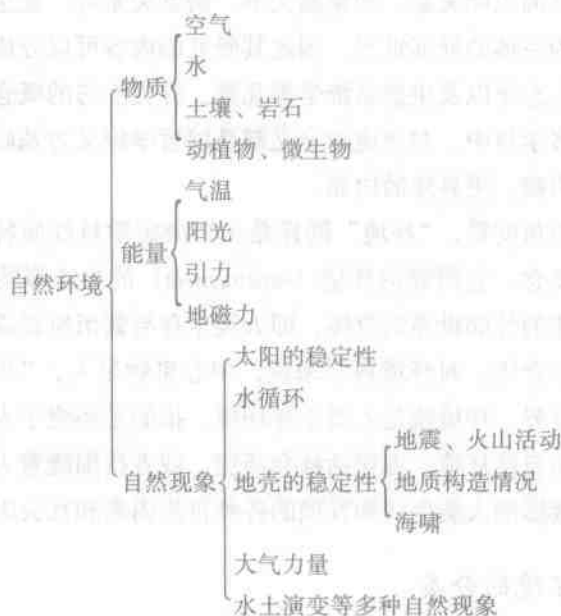 空气
水
物质
土壤、岩石
动植物、微生物
气温
阳光
能量
引力
自然环境
地磁力
太阳的稳定性
水循环
地震、火山活动
自然现象
地壳的稳定性
地质构造情况
海啸
大气力量
水土演变等多种自然现象